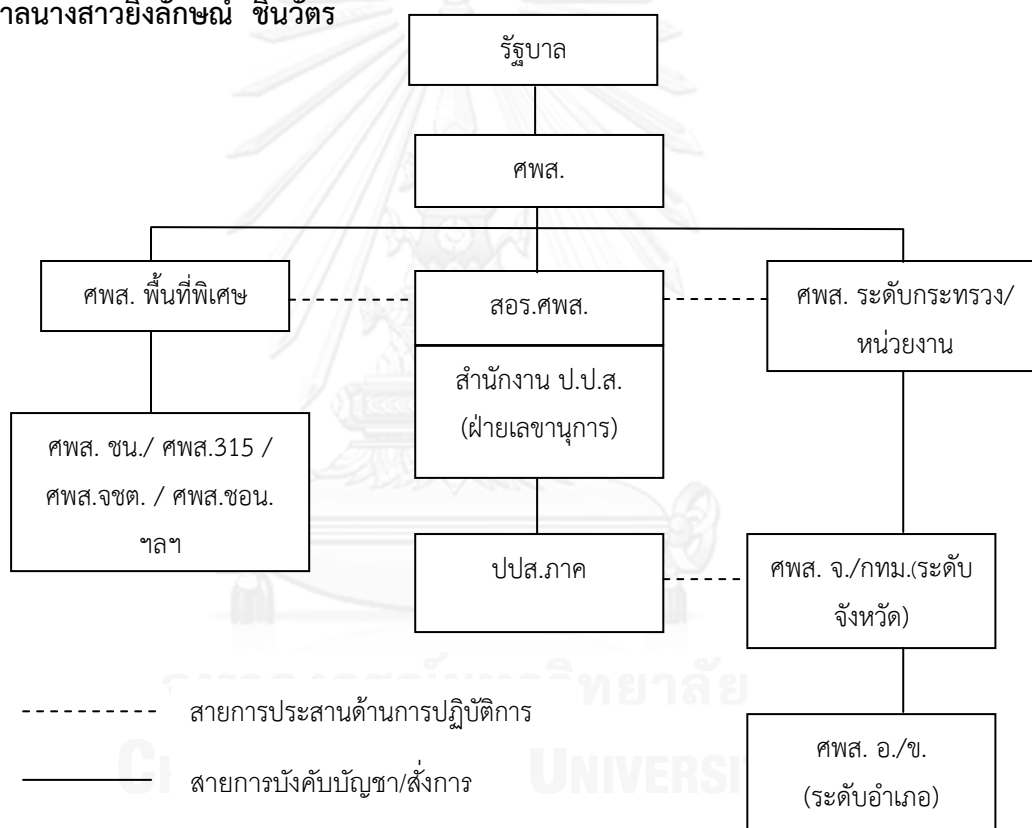 าลนางสาวยิ่งลักษณ์ ชินวัตร
รัฐบาล
ศพส.
ศพส. พื้นที่พิเศษ
สอร.ศพส.
ศพส. ระดับกระทรวง/
หน่วยงาน
สำนักงาน ป.ป.ส.
(ฝ่ายเลขานุการ)
ศพส. ชน./ ศพส.315 /
ศพส.จชต. / ศพส.ชอน.
ฯลฯ
ปปส.ภาค
ศพส. จ./กทม.(ระดับ
จังหวัด)
สายการประสานด้านการปฏิบัติการ
สายการบังคับบัญชา/สั่งการ
ศพส. อ./ข.
(ระดับอำเภอ)
ทยาลัย
UNIVERSI